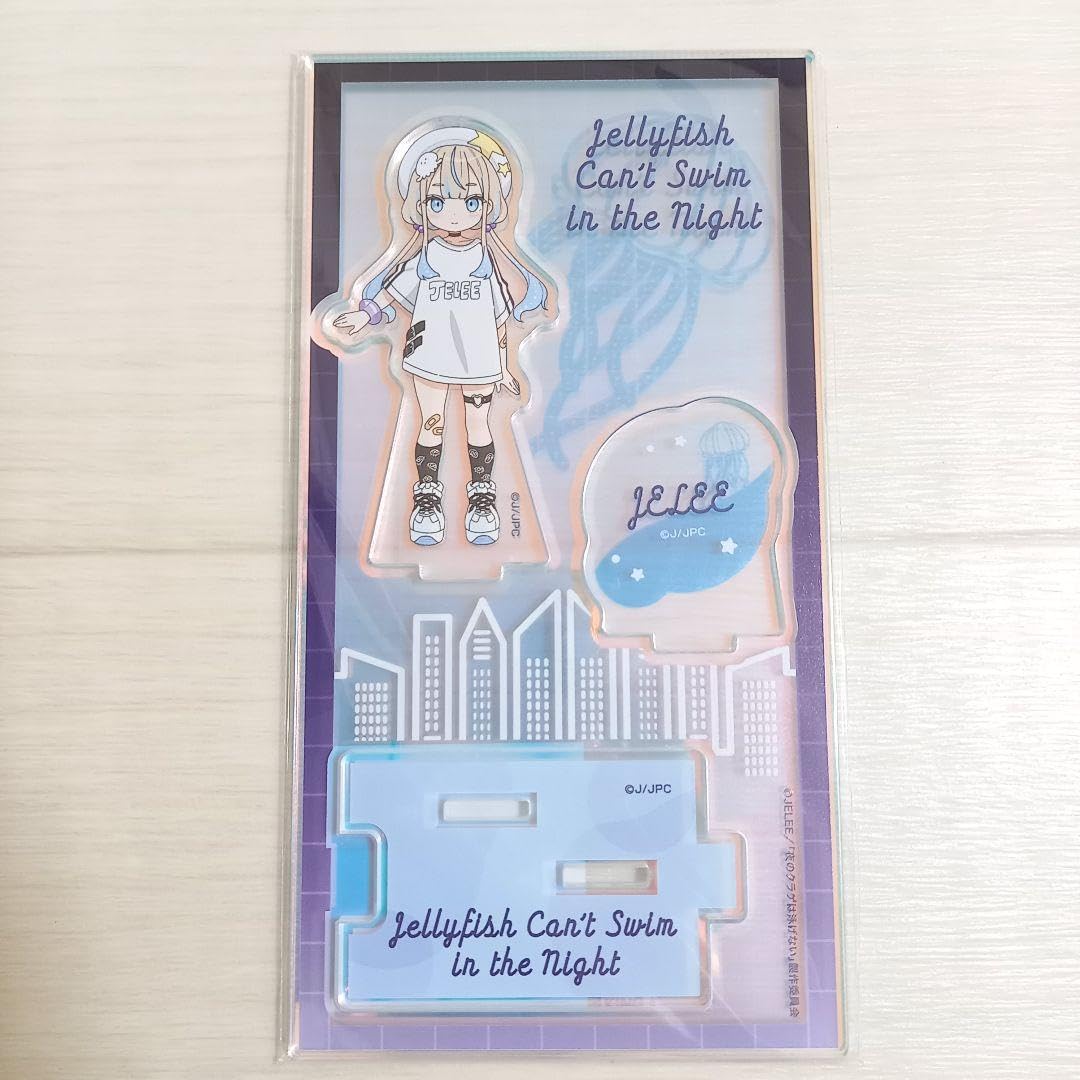 Jellyfish
Can't Swim
in the Night
JELEE
©J/JPC
JELEE
©J/JPC
©J/JPC
Jellyfish Can't Swim
in the Night
©JELEE/「夜のクラゲは泳げない」製作委員会